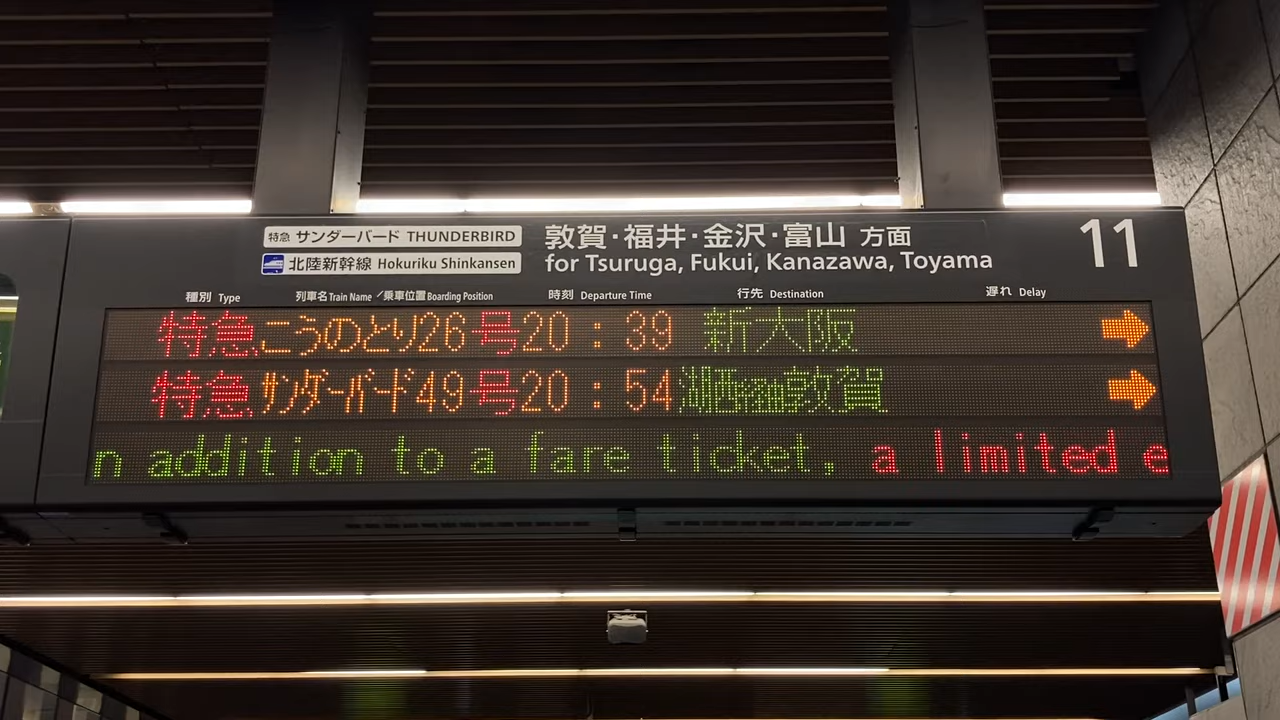 特急 サンダーバード THUNDERBIRD
北陸新幹線 Hokuriku Shinkansen
敦賀・福井・金沢・富山 方面
for Tsuruga, Fukui, Kanazawa, Toyama
11
種別 Type 列車名 Train Name /乗車位置 Boarding Position 時刻 Departure Time 行先 Destination 遅れ Delay
特急 こうのとり26号 20:39 新大阪 ➡
特急 サンダーバード49号 20:54 湖西線経由敦賀 ➡
n addition to a fare ticket, a limited e